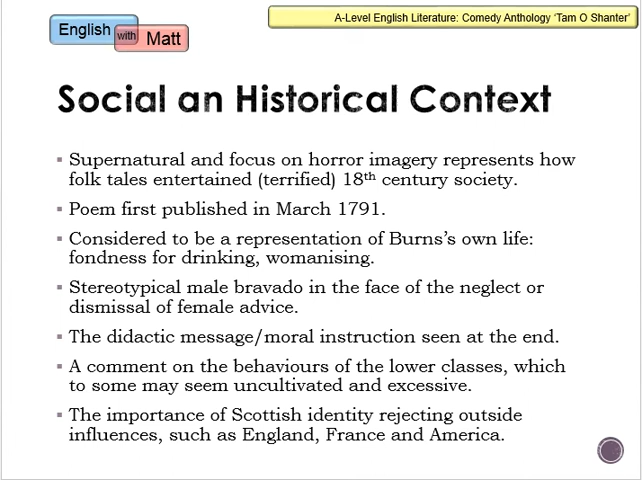 English with Matt
A-Level English Literature: Comedy Anthology ‘Tam O Shanter’
Social an Historical Context
▪ Supernatural and focus on horror imagery represents how
folk tales entertained (terrified) 18th century society.
▪ Poem first published in March 1791.
▪ Considered to be a representation of Burns’s own life:
fondness for drinking, womanising.
▪ Stereotypical male bravado in the face of the neglect or
dismissal of female advice.
▪ The didactic message/moral instruction seen at the end.
▪ A comment on the behaviours of the lower classes, which
to some may seem uncultivated and excessive.
▪ The importance of Scottish identity rejecting outside
influences, such as England, France and America.